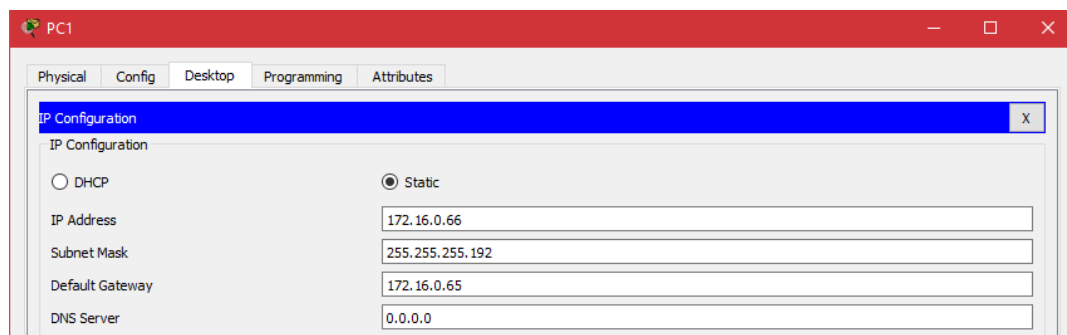 PC1
Physical Config Desktop Programming Attributes
IP Configuration X
IP Configuration
DHCP Static
IP Address 172.16.0.66
Subnet Mask 255.255.255.192
Default Gateway 172.16.0.65
DNS Server 0.0.0.0